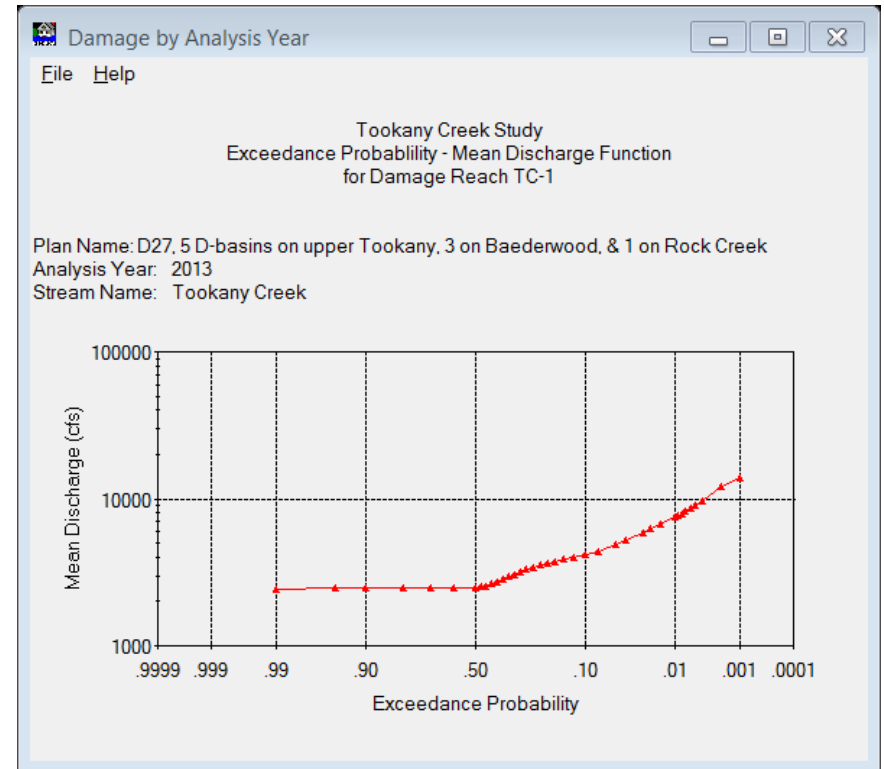 Damage by Analysis Year
File Help
Tookany Creek Study
Exceedance Probablility - Mean Discharge Function
for Damage Reach TC-1
Plan Name: D27, 5 D-basins on upper Tookany, 3 on Baederwood, & 1 on Rock Creek
Analysis Year: 2013
Stream Name: Tookany Creek
Mean Discharge (cfs)
100000
10000
1000
.9999 .999 .99 .90 .50 .10 .01 .001 .0001
Exceedance Probability